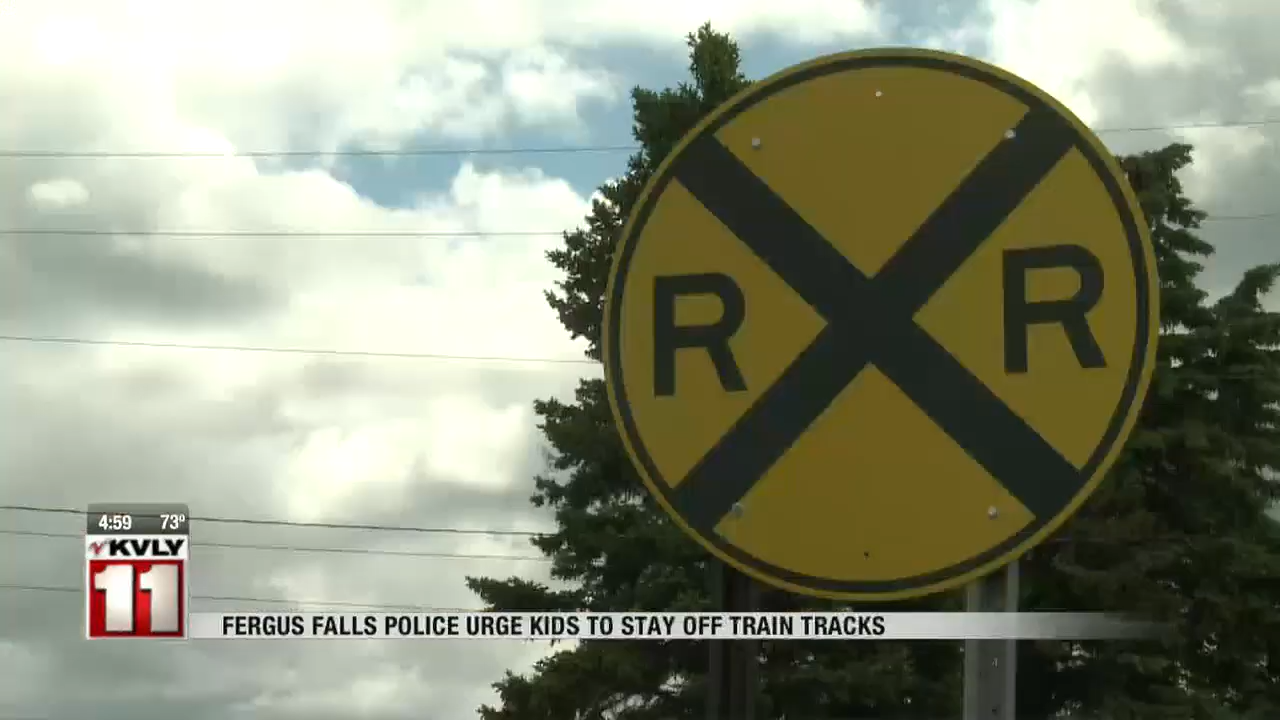 R R
4:59 73°
KVLY
11
FERGUS FALLS POLICE URGE KIDS TO STAY OFF TRAIN TRACKS